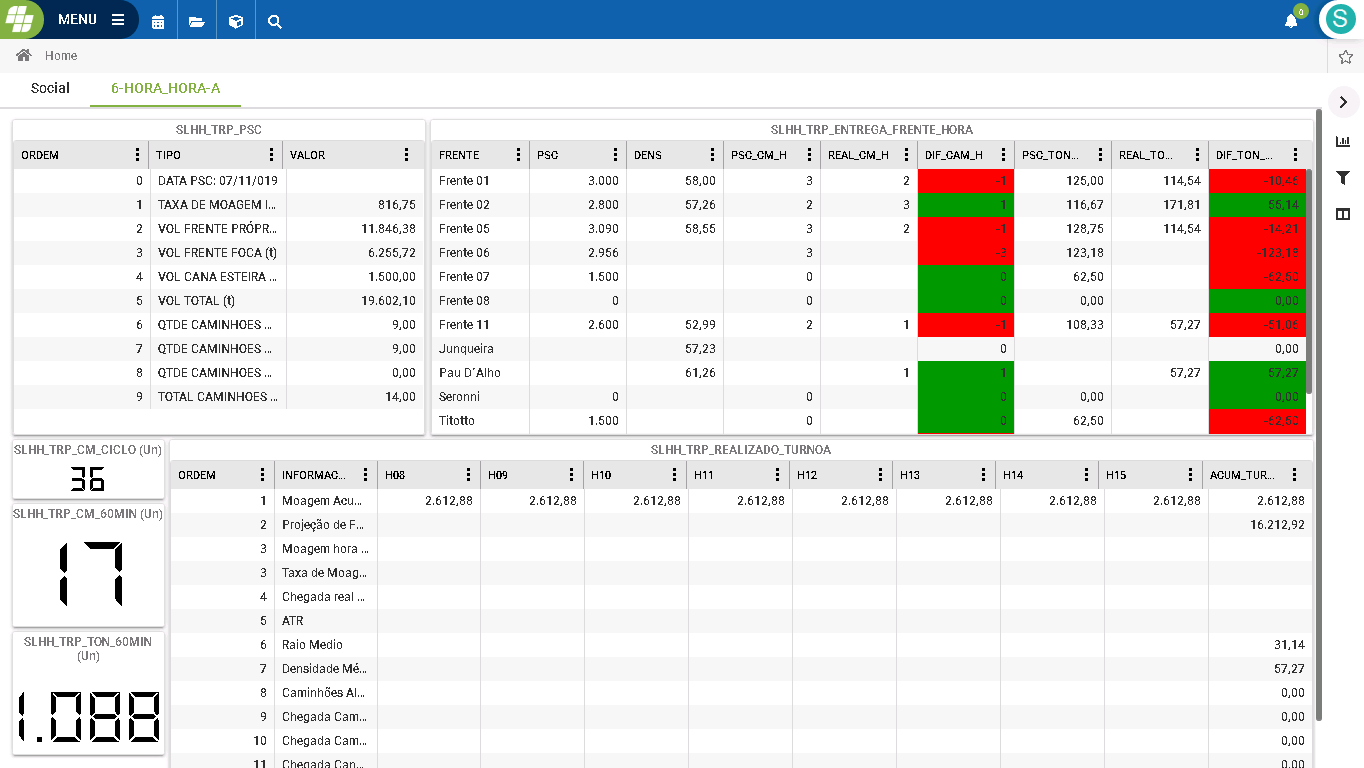 MENU
0
S
Home
Social 6-HORA_HORA-A
SLHH_TRP_PSC
ORDEM TIPO VALOR
0 DATA PSC: 07/11/019
1 TAXA DE MOAGEM I... 816,75
2 VOL FRENTE PRÓPR... 11.846,38
3 VOL FRENTE FOCA (t) 6.255,72
4 VOL CANA ESTEIRA ... 1.500,00
5 VOL TOTAL (t) 19.602,10
6 QTDE CAMINHOES ... 9,00
7 QTDE CAMINHOES ... 9,00
8 QTDE CAMINHOES ... 0,00
9 TOTAL CAMINHOES ... 14,00
SLHH_TRP_ENTREGA_FRENTE_HORA
FRENTE PSC DENS PSC_CM_H REAL_CM_H DIF_CAM_H PSC_TON... REAL_TO... DIF_TON_...
Frente 01 3.000 58,00 3 2 -1 125,00 114,54 -10,46
Frente 02 2.800 57,26 2 3 1 116,67 171,81 55,14
Frente 05 3.090 58,55 3 2 -1 128,75 114,54 -14,21
Frente 06 2.956 3 -3 123,18 -123,18
Frente 07 1.500 0 0 62,50 -62,50
Frente 08 0 0 0 0,00 0,00
Frente 11 2.600 52,99 2 1 -1 108,33 57,27 -51,06
Junqueira 57,23 0 0,00
Pau D´Alho 61,26 1 1 57,27 57,27
Seronni 0 0 0 0,00 0,00
Titotto 1.500 0 0 62,50 -62,50
SLHH_TRP_CM_CICLO (Un)
36
SLHH_TRP_CM_60MIN (Un)
17
SLHH_TRP_TON_60MIN
(Un)
1.088
SLHH_TRP_REALIZADO_TURNOA
ORDEM INFORMAC... H08 H09 H10 H11 H12 H13 H14 H15 ACUM_TUR...
1 Moagem Acu... 2.612,88 2.612,88 2.612,88 2.612,88 2.612,88 2.612,88 2.612,88 2.612,88 2.612,88
2 Projeção de F... 16.212,92
3 Moagem hora ...
3 Taxa de Moag...
4 Chegada real ...
5 ATR
6 Raio Medio 31,14
7 Densidade Mé... 57,27
8 Caminhões Al... 0,00
9 Chegada Cam... 0,00
10 Chegada Cam... 0,00
11 Chegada Can... 0,00